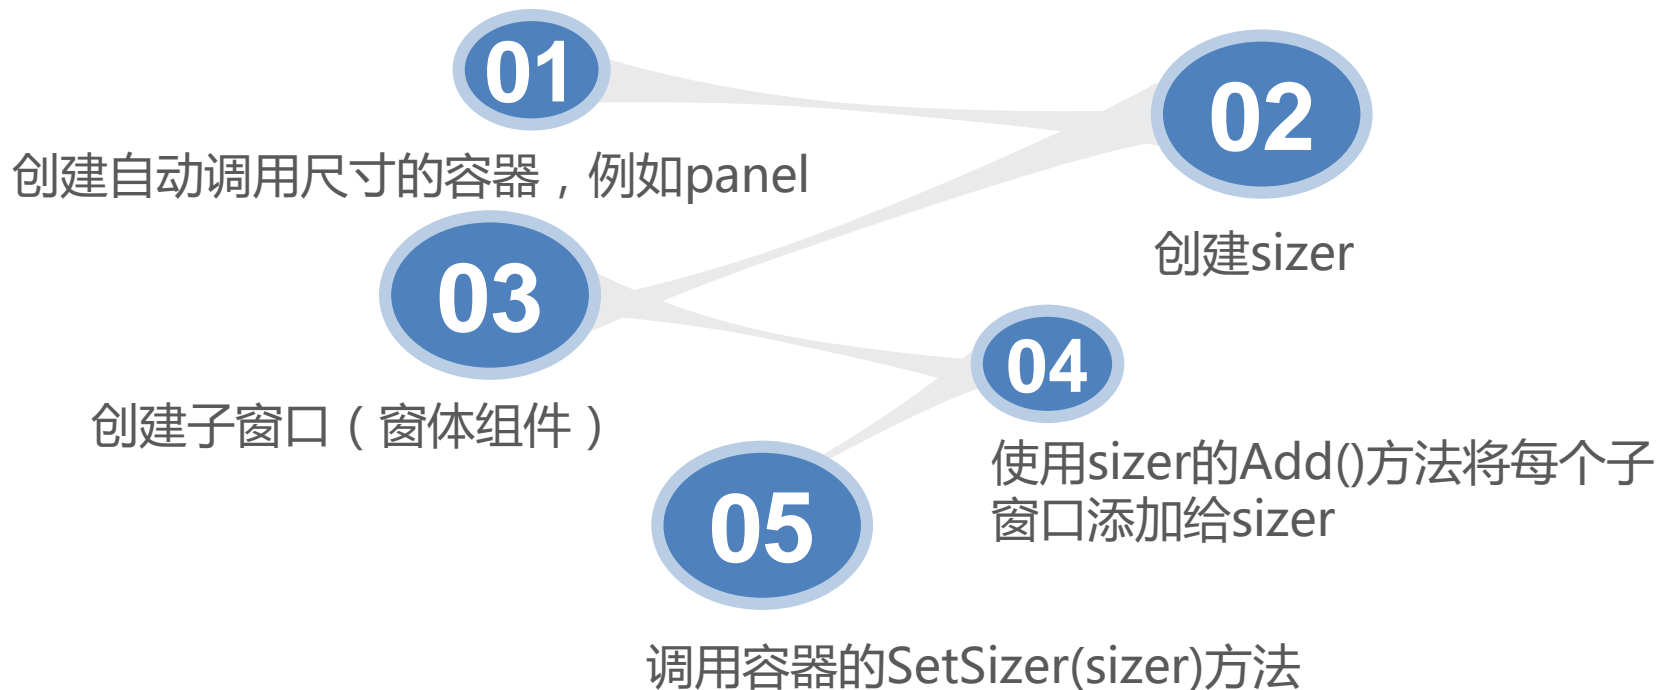 01
创建自动调用尺寸的容器，例如panel
02
创建sizer
03
创建子窗口（窗体组件）
04
使用sizer的Add()方法将每个子
窗口添加给sizer
05
调用容器的SetSizer(sizer)方法